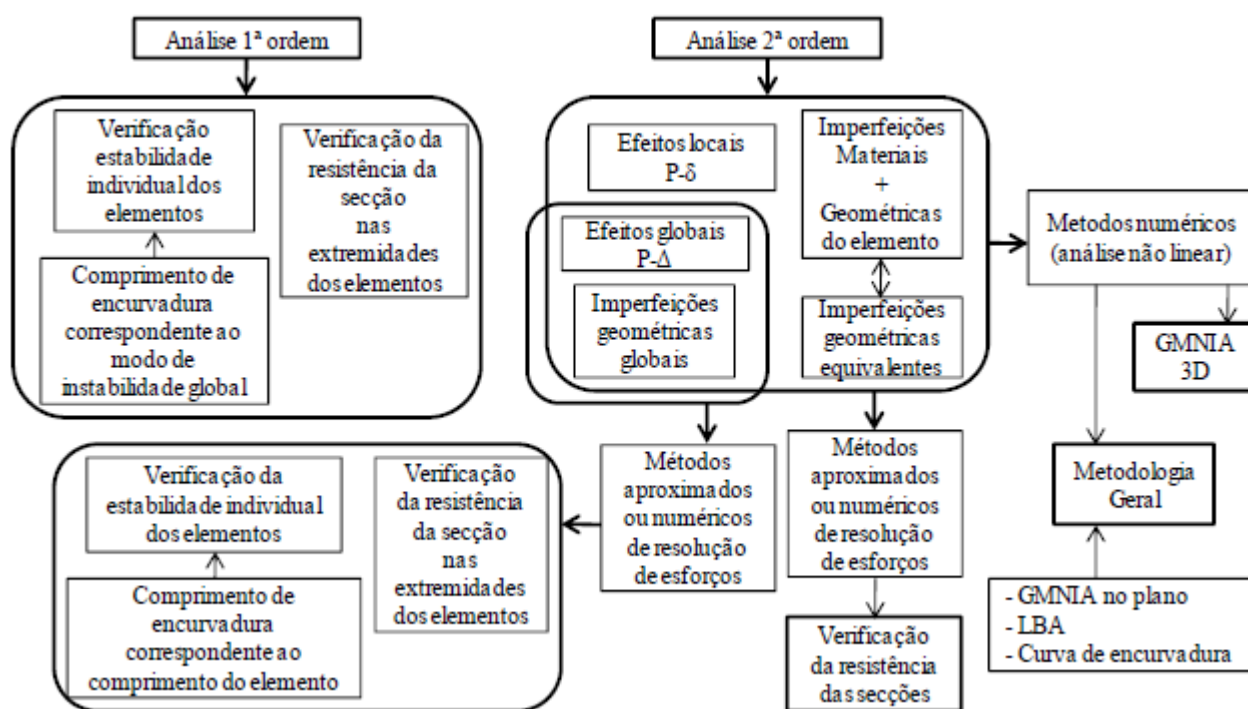 Análise 1ª ordem
Análise 2ª ordem
Verificação
estabilidade
individual dos
elementos
Verificação da
resistência da
secção
nas
extremidades
dos elementos
Comprimento de
encurvadura
correspondente ao
modo de
instabilidade global
Efeitos locais
P-δ
Imperfeições
Materiais
+
Geométricas
do elemento
Efeitos globais
P-Δ
Imperfeições
geométricas
globais
Imperfeições
geométricas
equivalentes
Metodos numéricos
(análise não linear)
GMNIA
3D
Verificação da
estabilidade individual
dos elementos
Verificação
da resistência
da secção
nas
extremidades
dos elementos
Comprimento de
encurvadura
correspondente ao
comprimento do elemento
Métodos
aproximados
ou numéricos
de resolução
de esforços
Métodos
aproximados
ou numéricos
de resolução
de esforços
Verificação
da resistência
das secções
Metodologia
Geral
- GMNIA no plano
- LBA
- Curva de encurvadura